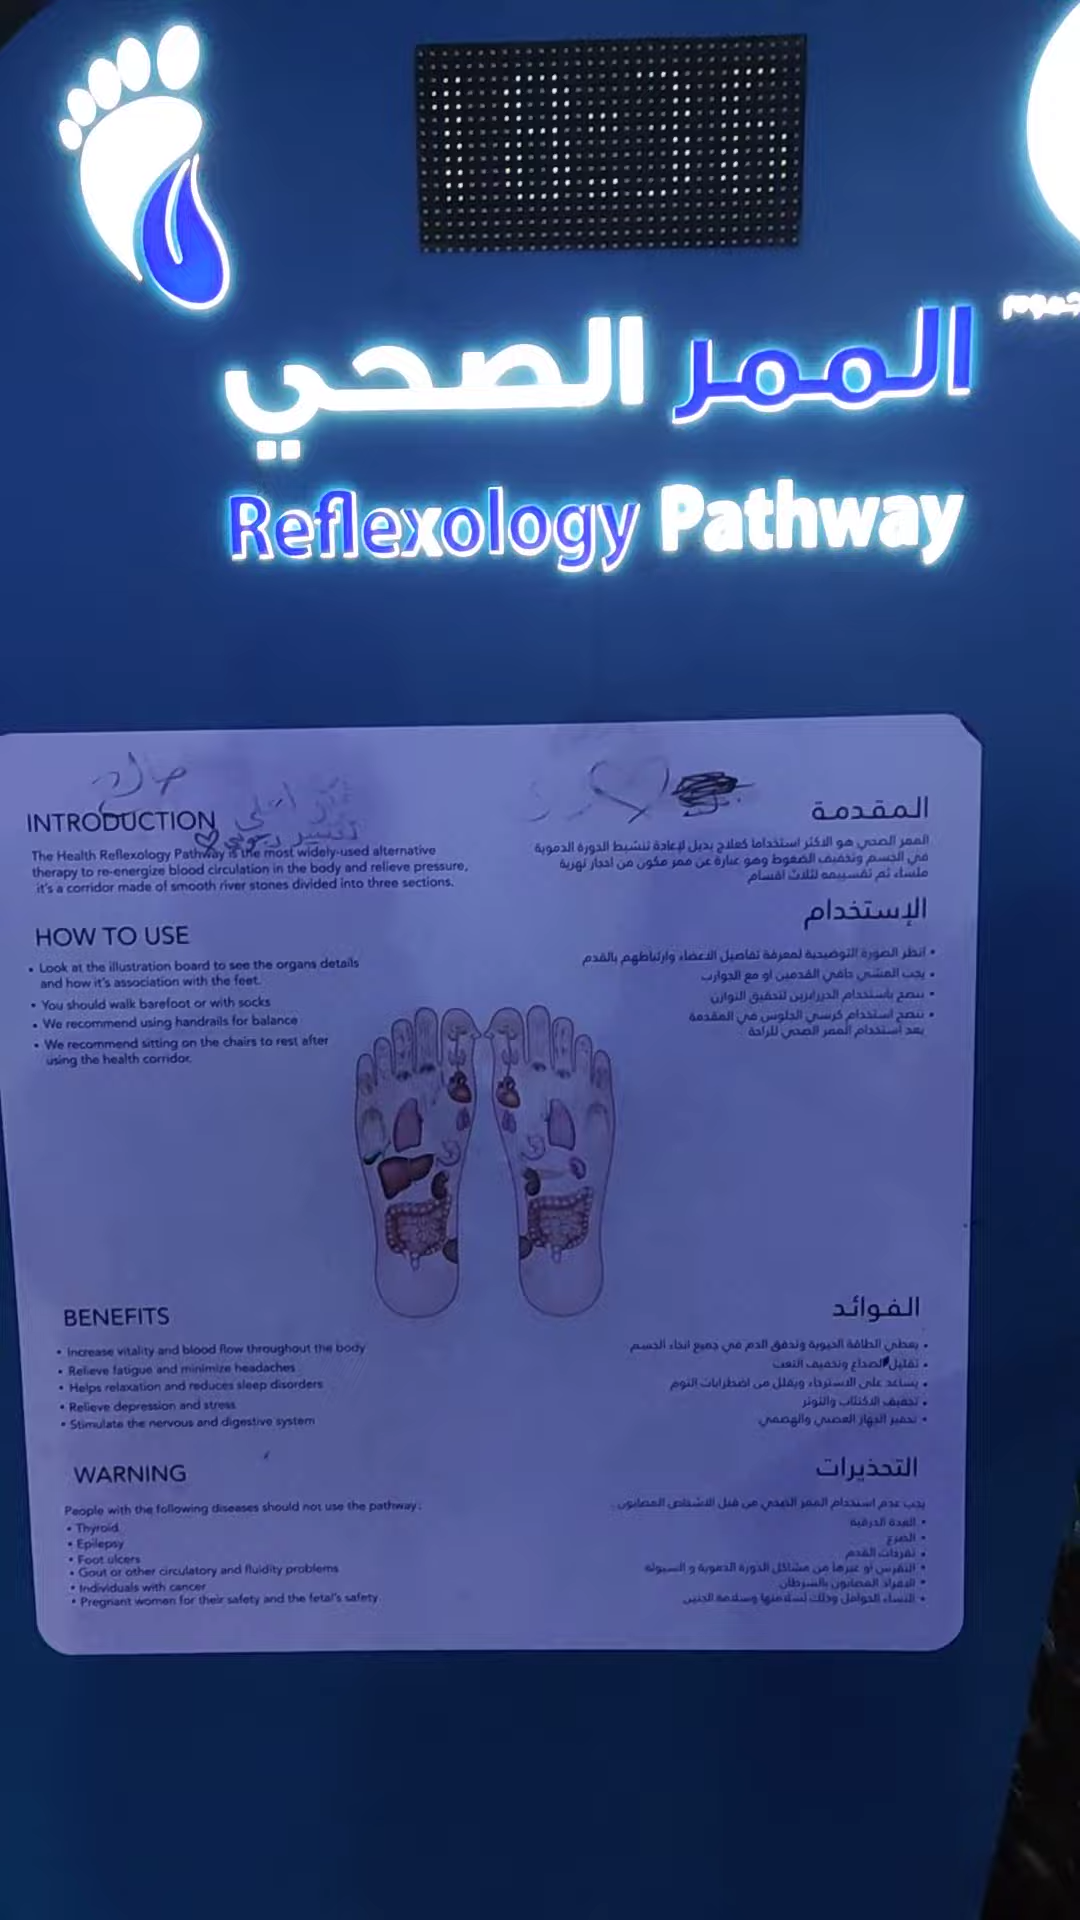 الممر الصحي
Reflexology Pathway
INTRODUCTION
The Health Reflexology Pathway is the most widely-used alternative
therapy to re-energize blood circulation in the body and relieve pressure,
it's a corridor made of smooth river stones divided into three sections.
HOW TO USE
• Look at the illustration board to see the organs details
and how it's association with the feet.
• You should walk barefoot or with socks
• We recommend using handrails for balance
• We recommend sitting on the chairs to rest after
using the health corridor.
BENEFITS
• Increase vitality and blood flow throughout the body
• Relieve fatigue and minimize headaches
• Helps relaxation and reduces sleep disorders
• Relieve depression and stress
• Stimulate the nervous and digestive system
WARNING
People with the following diseases should not use the pathway:
• Thyroid
• Epilepsy
• Foot ulcers
• Gout or other circulatory and fluidity problems
• Individuals with cancer
• Pregnant women for their safety and the fetal's safety
المقدمة
الممر الصحي هو الاكثر استخداما كعلاج بديل لإعادة تنشيط الدورة الدموية
في الجسم وتخفيف الضغوط وهو عبارة عن ممر مكون من احجار نهرية
ملساء تم تقسيمه لثلاث اقسام
الإستخدام
• انظر الصورة التوضيحية لمعرفة تفاصيل الاعضاء وارتباطهم بالقدم
• يجب المشي حافي القدمين او مع الجوارب
• ننصح باستخدام الدرابزين لتحقيق التوازن
• ننصح استخدام كرسي الجلوس في المقدمة
بعد استخدام الممر الصحي للراحة
الفوائد
• يعطي الطاقة الحيوية وتدفق الدم في جميع انحاء الجسم
• تقليل الصداع وتخفيف التعب
• يساعد على الاسترخاء ويقلل من اضطرابات النوم
• تخفيف الاكتئاب والتوتر
• تحفيز الجهاز العصبي والهضمي
التحذيرات
يجب عدم استخدام الممر الصحي من قبل الاشخاص المصابون
• الغدة الدرقية
• الصرع
• تقرحات القدم
• النقرس أو غيرها من مشاكل الدورة الدموية و السيولة
• الافراد المصابون بالسرطان
• النساء الحوامل وذلك لسلامتها وسلامة الجنين